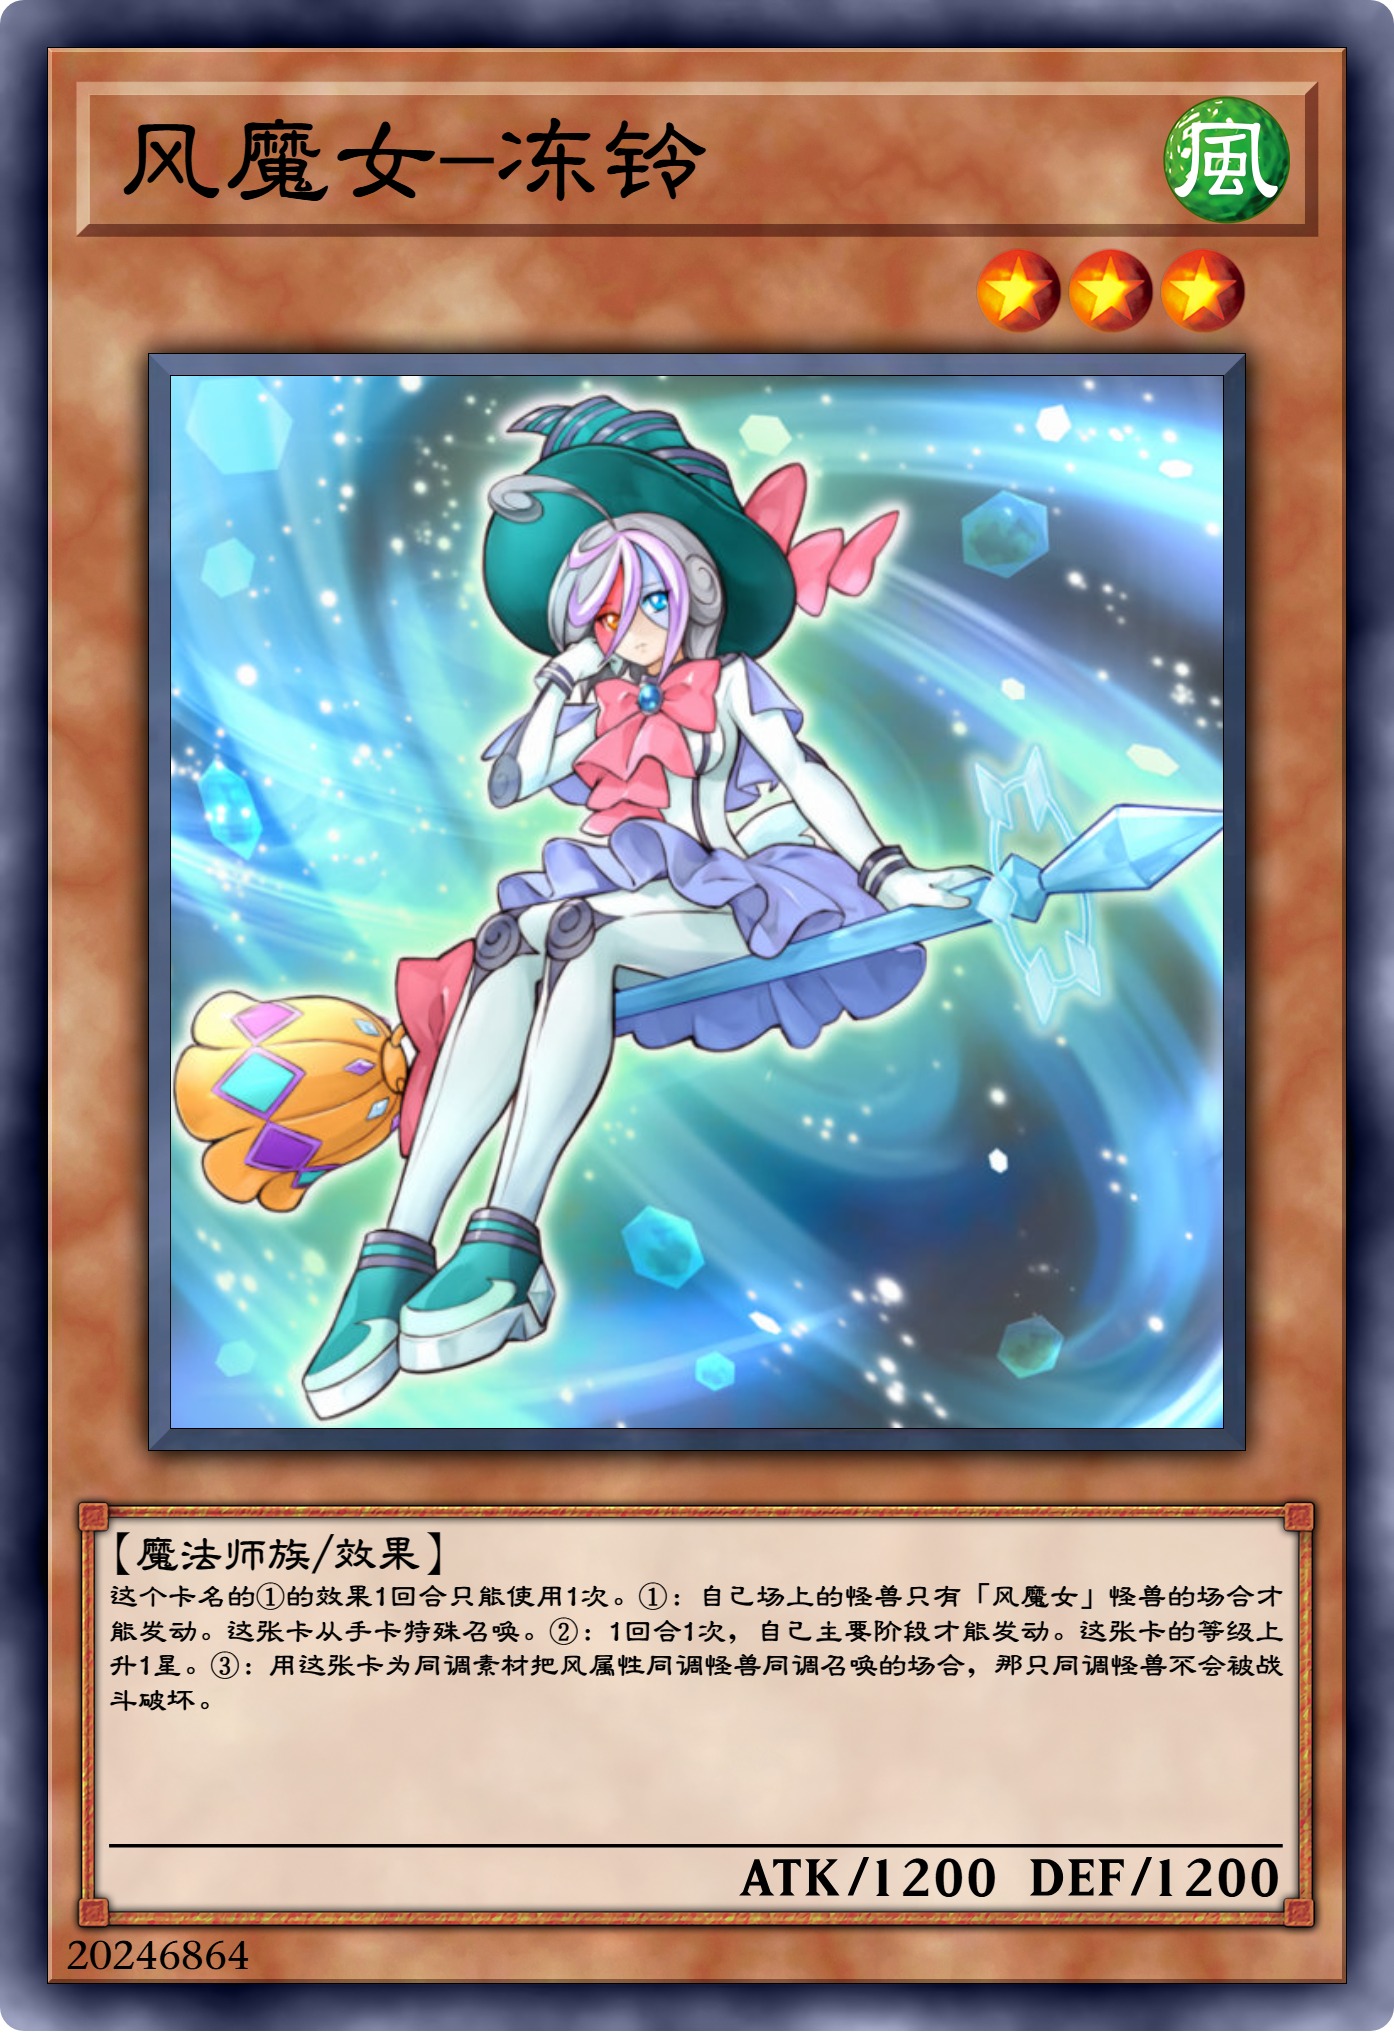 风魔女-冻铃
風
【魔法师族/效果】
这个卡名的①的效果1回合只能使用1次。①：自己场上的怪兽只有「风魔女」怪兽的场合才
能发动。这张卡从手卡特殊召唤。②：1回合1次，自己主要阶段才能发动。这张卡的等级上
升1星。③：用这张卡为同调素材把风属性同调怪兽同调召唤的场合，那只同调怪兽不会被战
斗破坏。
ATK/1200 DEF/1200
20246864